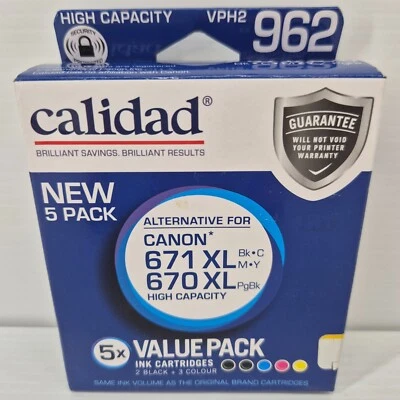 HIGH CAPACITY
VPH2
962
SECURITY
calidad®
BRILLIANT SAVINGS. BRILLIANT RESULTS
GUARANTEE
WILL NOT VOID
YOUR PRINTER
WARRANTY
NEW
5 PACK
ALTERNATIVE FOR
CANON*
671 XL Bk•C
M•Y
670 XL PgBk
HIGH CAPACITY
5x VALUE PACK
INK CARTRIDGES
2 BLACK + 3 COLOUR
SAME INK VOLUME AS THE ORIGINAL BRAND CARTRIDGES